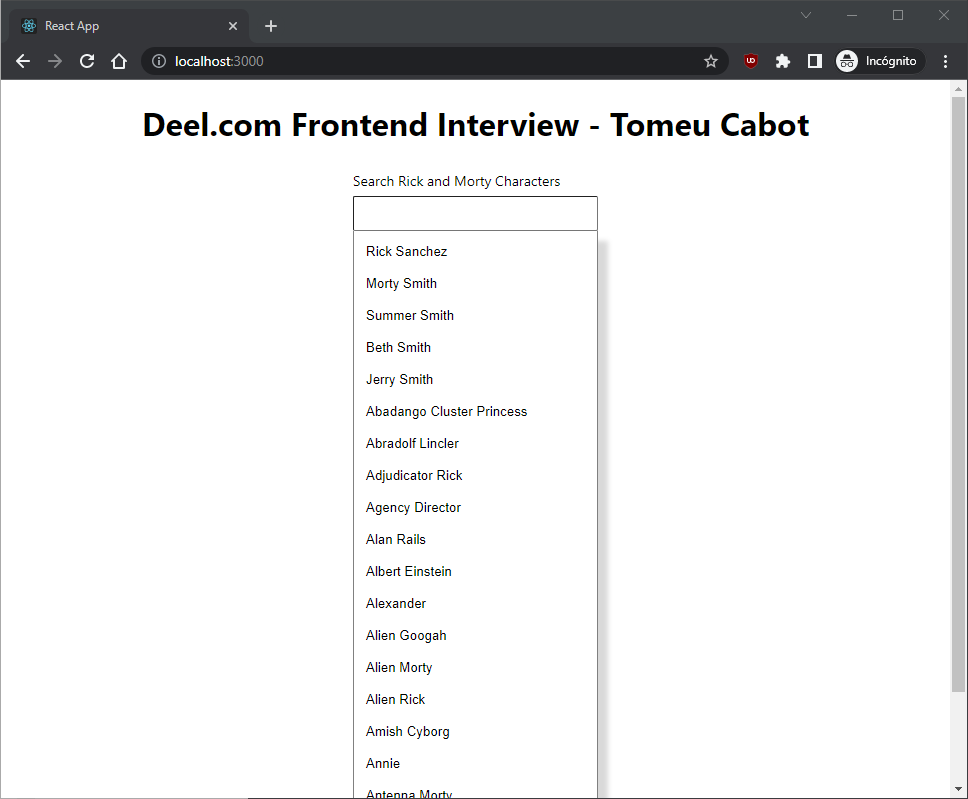 React App
localhost:3000
UD
Incógnito
Deel.com Frontend Interview - Tomeu Cabot
Search Rick and Morty Characters
Rick Sanchez
Morty Smith
Summer Smith
Beth Smith
Jerry Smith
Abadango Cluster Princess
Abradolf Lincler
Adjudicator Rick
Agency Director
Alan Rails
Albert Einstein
Alexander
Alien Googah
Alien Morty
Alien Rick
Amish Cyborg
Annie
Antenna Morty